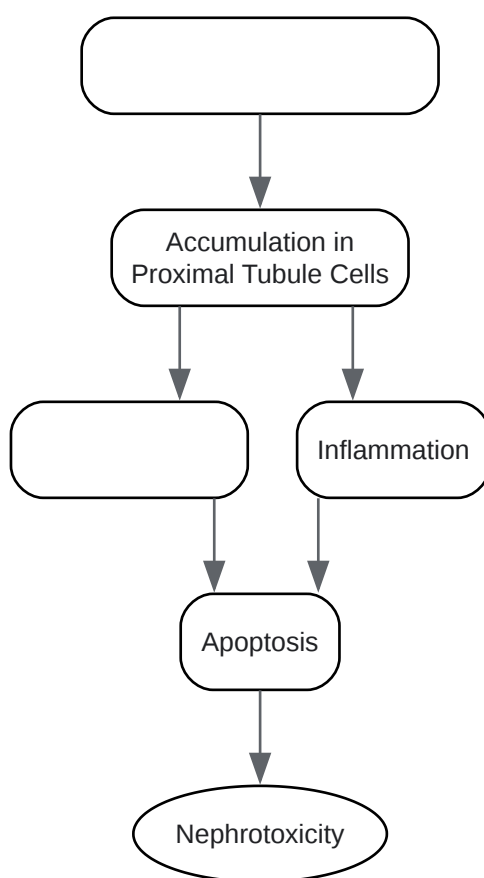 Accumulation in
Proximal Tubule Cells
Inflammation
Apoptosis
Nephrotoxicity